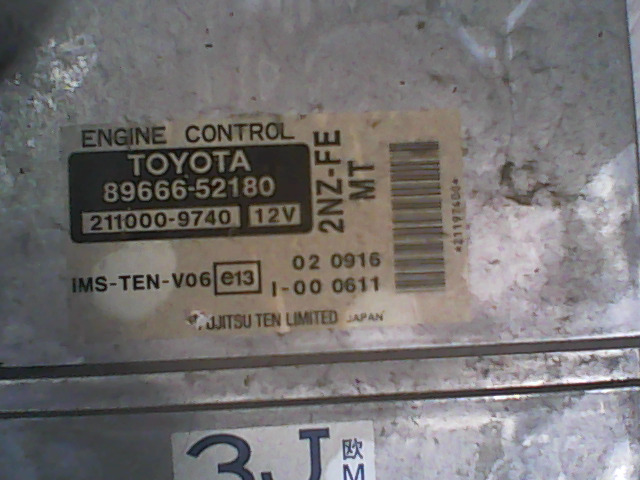 ENGINE CONTROL
TOYOTA
89666-52180
211000-9740 12V
2NZ-FE
MT
IMS-TEN-V06 e13
02 0916
I-00 0611
FUJITSU TEN LIMITED JAPAN
3J 欧
M